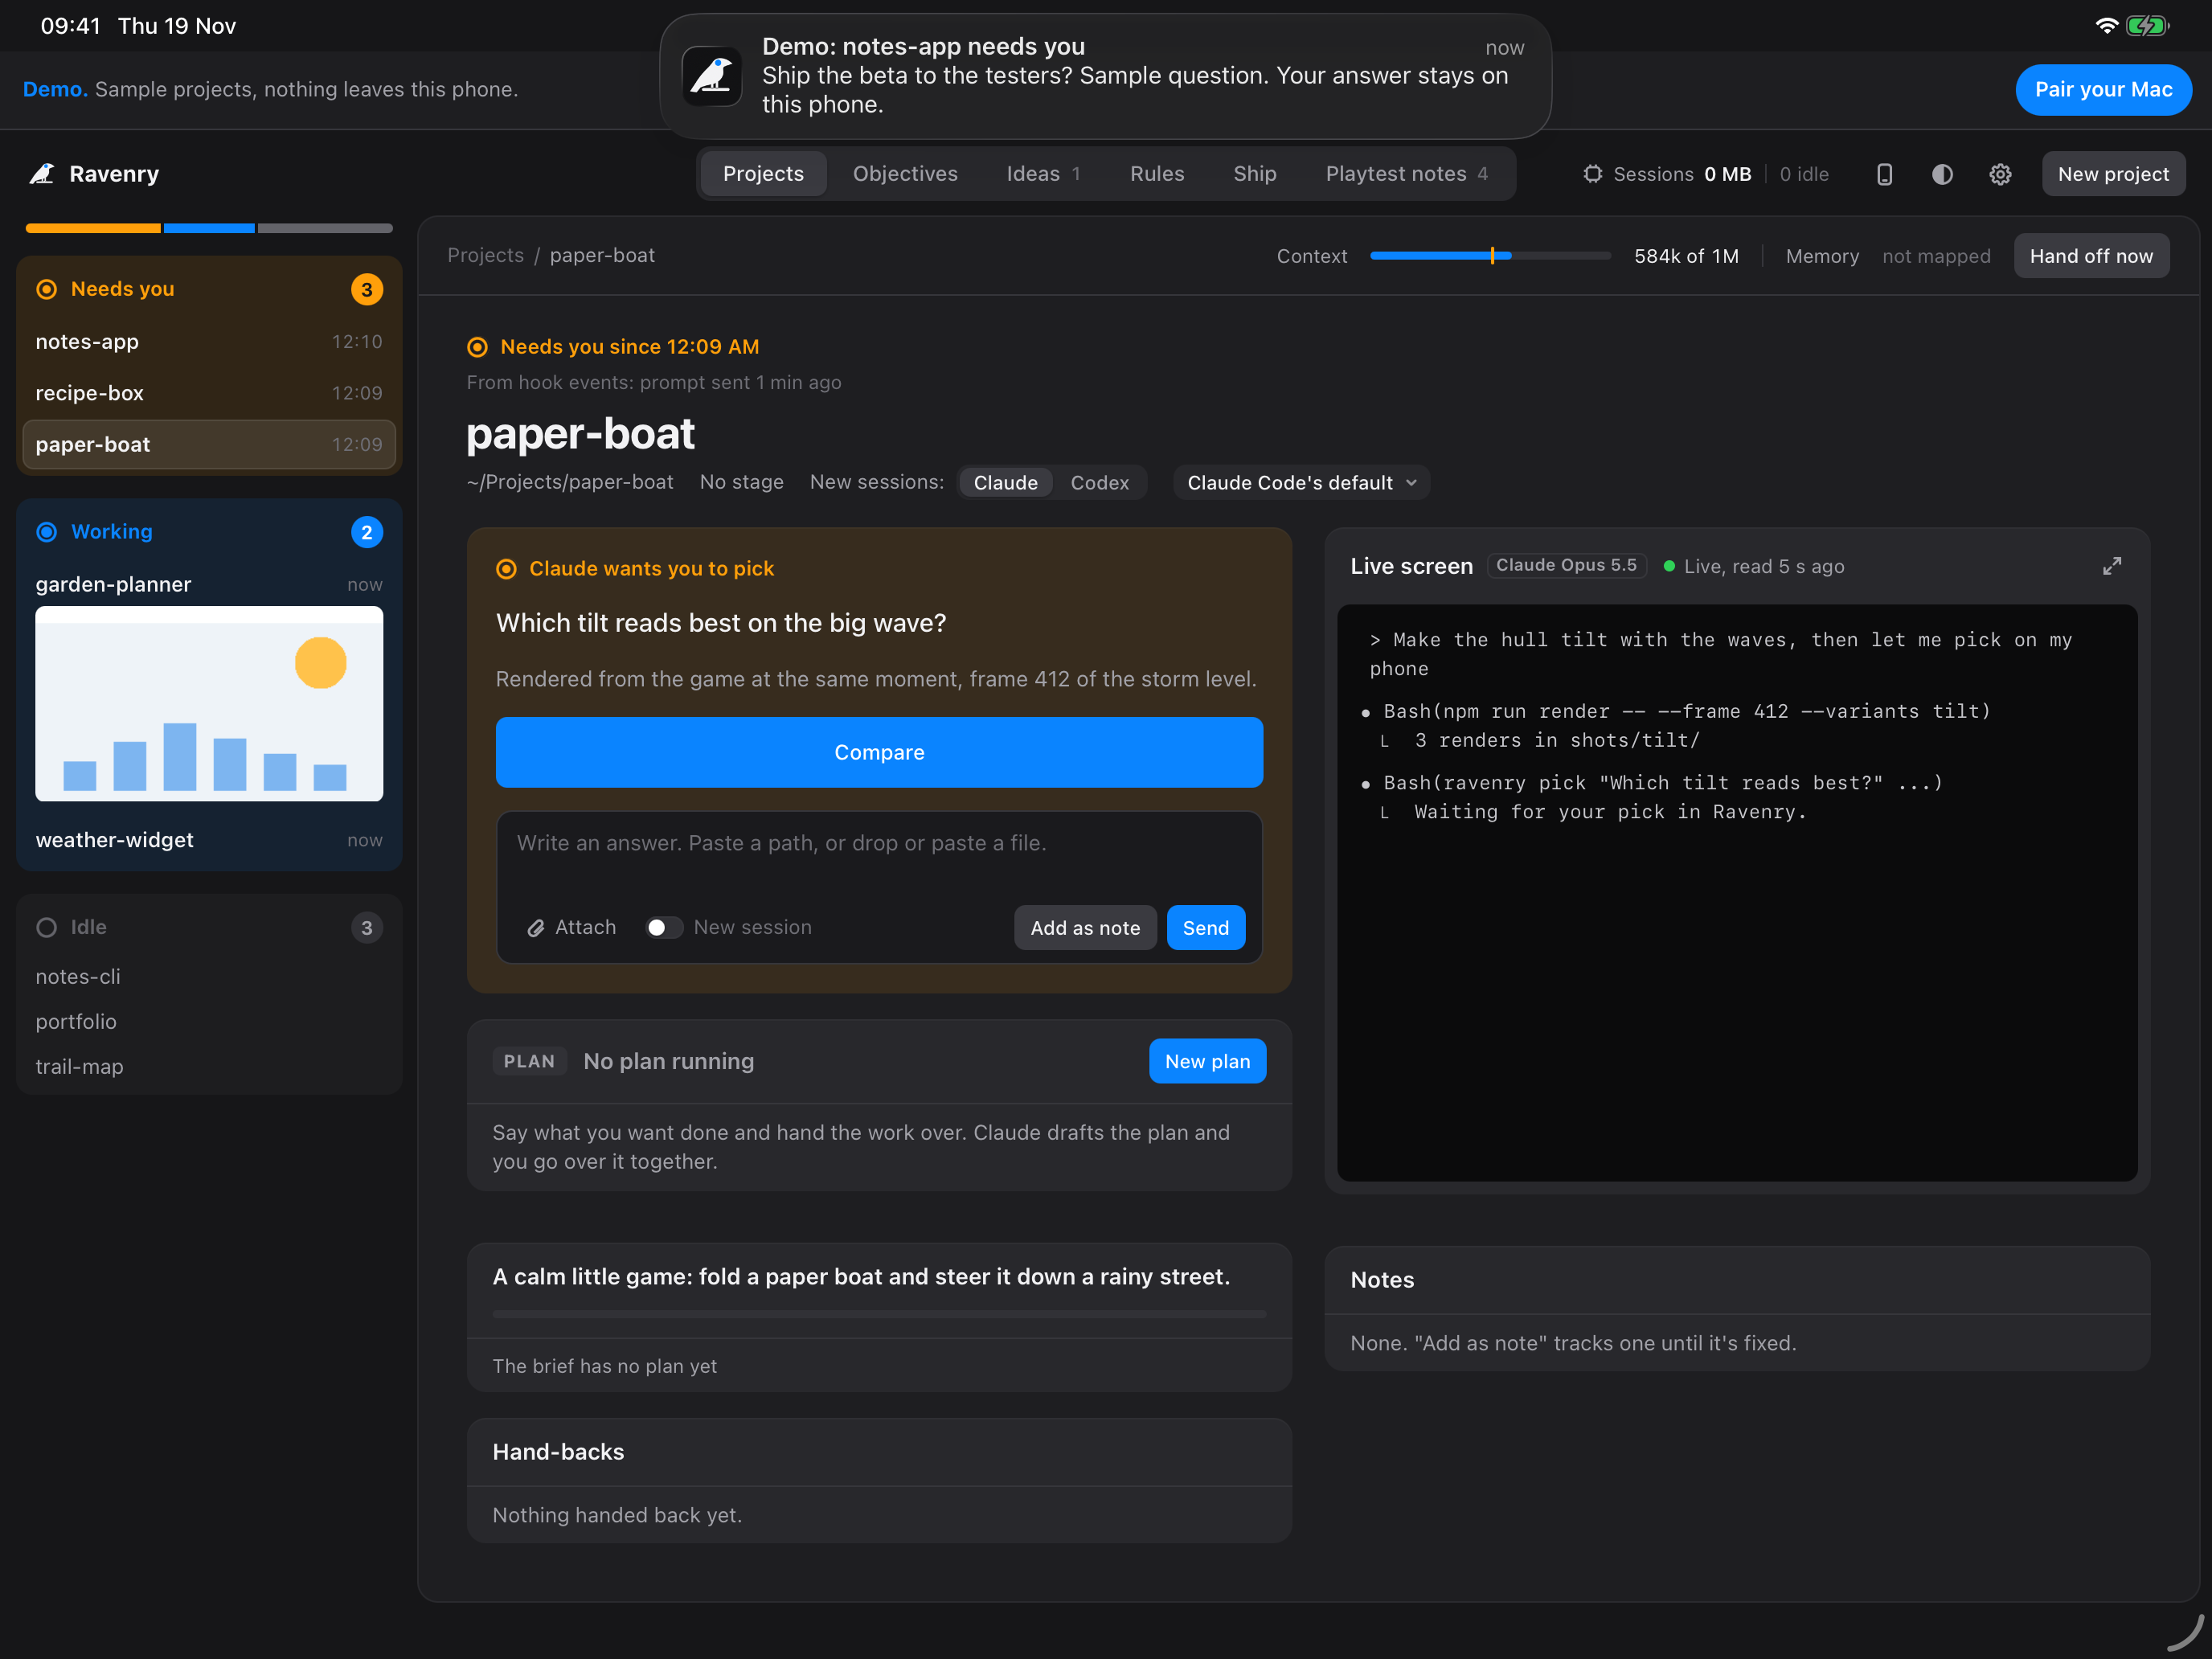 09:41 Thu 19 Nov
Demo: notes-app needs you
now
Ship the beta to the testers? Sample question. Your answer stays on
this phone.
Demo. Sample projects, nothing leaves this phone.
Pair your Mac
Ravenry
Projects
Objectives
Ideas 1
Rules
Ship
Playtest notes 4
Sessions 0 MB
0 idle
New project
Needs you
3
notes-app 12:10
recipe-box 12:09
paper-boat 12:09
Working
2
garden-planner now
weather-widget now
Idle
3
notes-cli
portfolio
trail-map
Projects / paper-boat
Context
584k of 1M
Memory not mapped
Hand off now
Needs you since 12:09 AM
From hook events: prompt sent 1 min ago
paper-boat
~/Projects/paper-boat
No stage
New sessions:
Claude
Codex
Claude Code's default
Claude wants you to pick
Which tilt reads best on the big wave?
Rendered from the game at the same moment, frame 412 of the storm level.
Compare
Write an answer. Paste a path, or drop or paste a file.
Attach
New session
Add as note
Send
PLAN
No plan running
New plan
Say what you want done and hand the work over. Claude drafts the plan and
you go over it together.
A calm little game: fold a paper boat and steer it down a rainy street.
The brief has no plan yet
Hand-backs
Nothing handed back yet.
Live screen
Claude Opus 5.5
Live, read 5 s ago
> Make the hull tilt with the waves, then let me pick on my
phone
● Bash(npm run render -- --frame 412 --variants tilt)
└ 3 renders in shots/tilt/
● Bash(ravenry pick "Which tilt reads best?" ...)
└ Waiting for your pick in Ravenry.
Notes
None. "Add as note" tracks one until it's fixed.